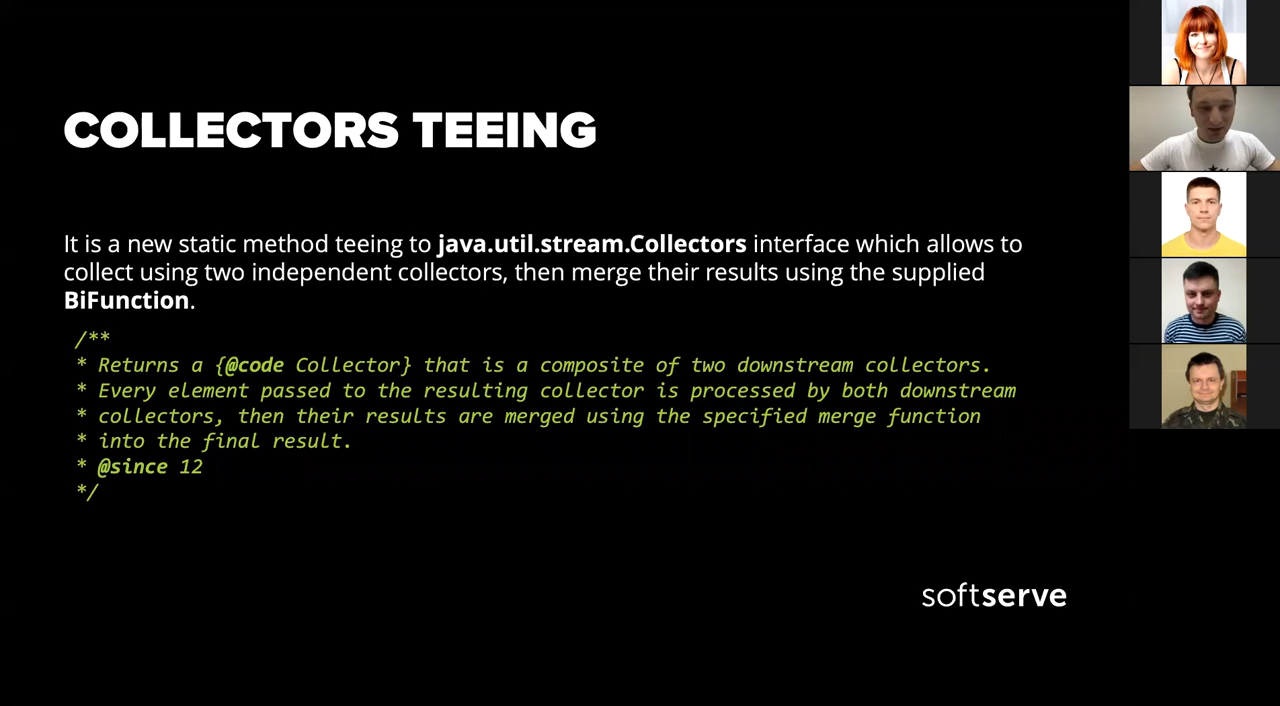 COLLECTORS TEEING
It is a new static method teeing to java.util.stream.Collectors interface which allows to
collect using two independent collectors, then merge their results using the supplied
BiFunction.
/**
* Returns a {@code Collector} that is a composite of two downstream collectors.
* Every element passed to the resulting collector is processed by both downstream
* collectors, then their results are merged using the specified merge function
* into the final result.
* @since 12
*/
softserve